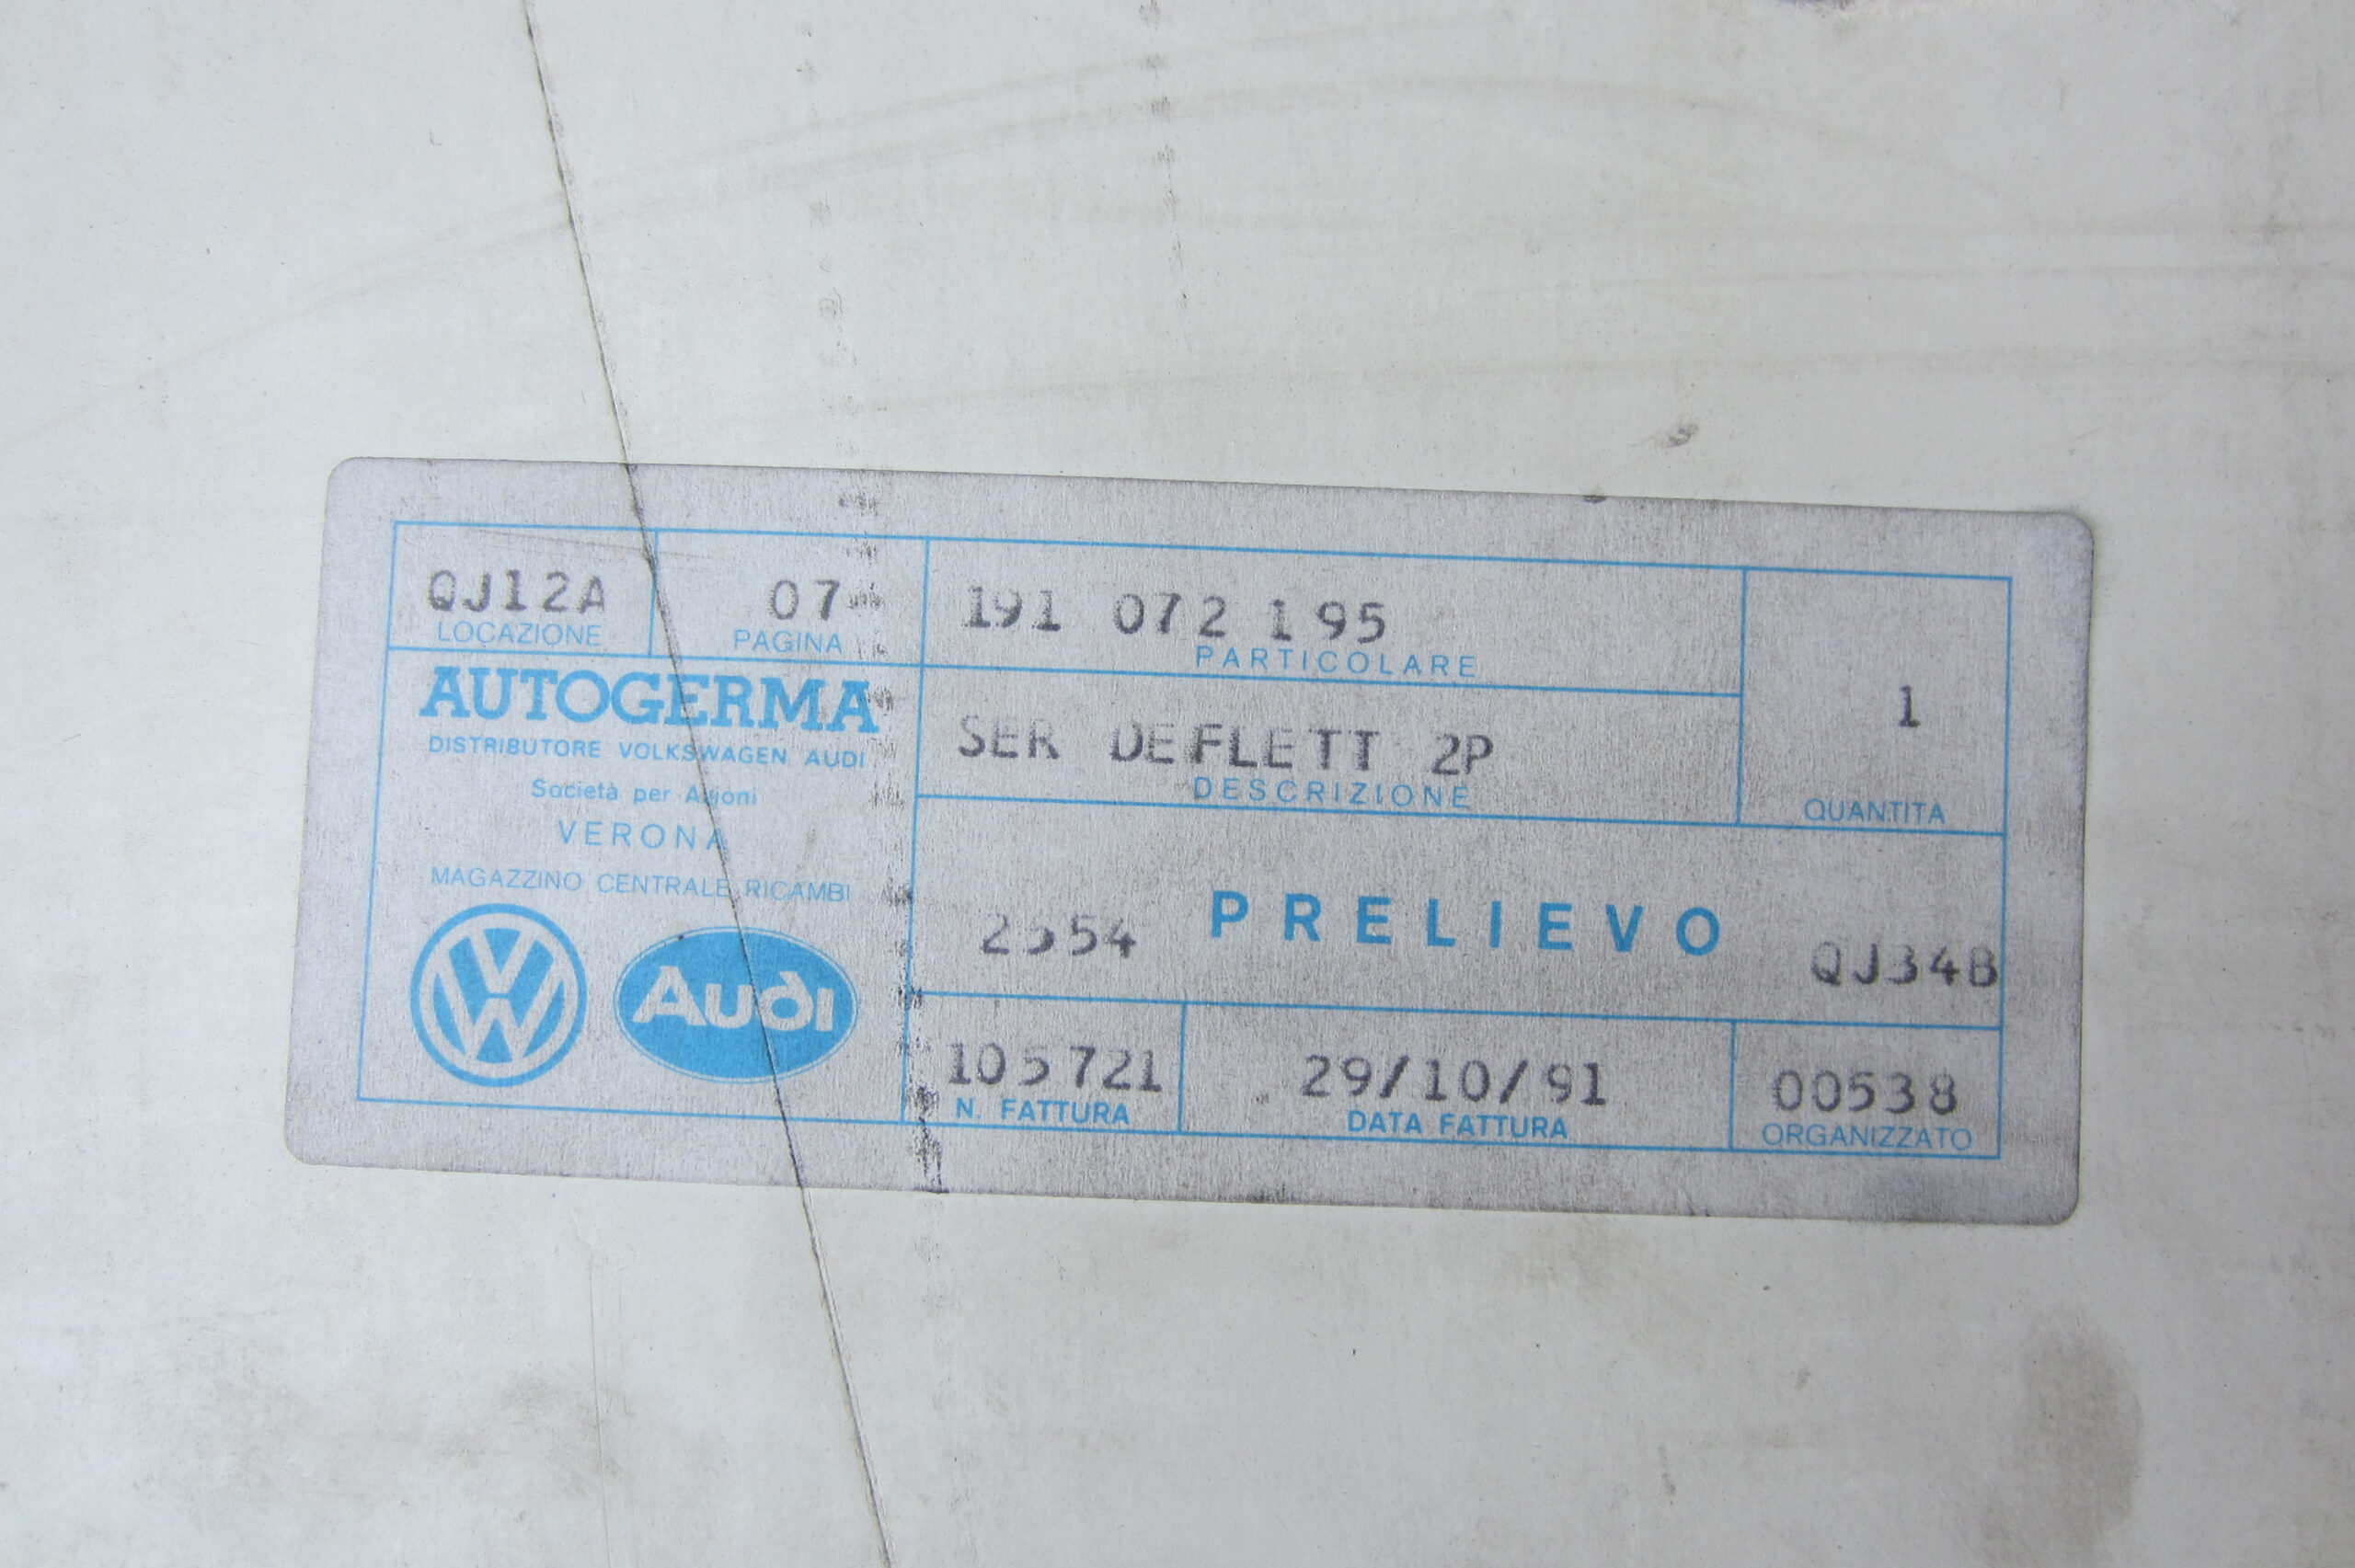 QJ12A 07
LOCAZIONE PAGINA
191 072 195
PARTICOLARE
SER DEFLETT 2P
DESCRIZIONE
1
QUANTITA
AUTOGERMA
DISTRIBUTORE VOLKSWAGEN AUDI
Società per Azioni
VERONA
MAGAZZINO CENTRALE RICAMBI
VW Audi
2554 PRELIEVO QJ34B
105721 29/10/91 00538
N. FATTURA DATA FATTURA ORGANIZZATO